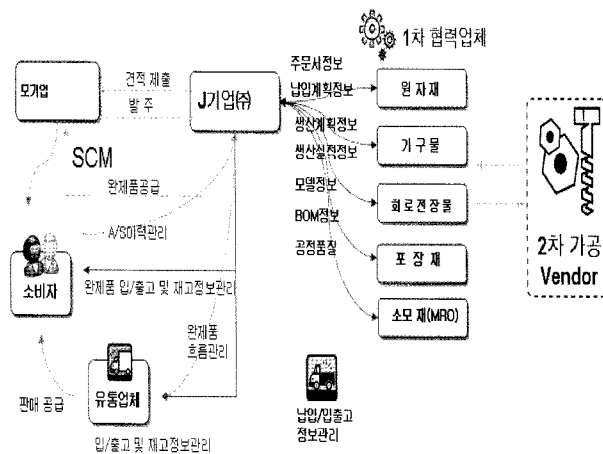 1차 협력업체
모기업
견적 제출
발 주
J기업㈜
주문서정보
납입계획정보
생산계획정보
생산실적정보
모델정보
BOM정보
공정품질
원 자 재
기 구 물
회로전장물
포 장 재
소모 재(MRO)
2차 가공
Vendor
SCM
완제품공급
A/S이력관리
소비자
완제품 입/출고 및 재고정보관리
완제품
흐름관리
유통업체
판매 공급
입/출고 및 재고정보관리
납입/입출고
정보관리